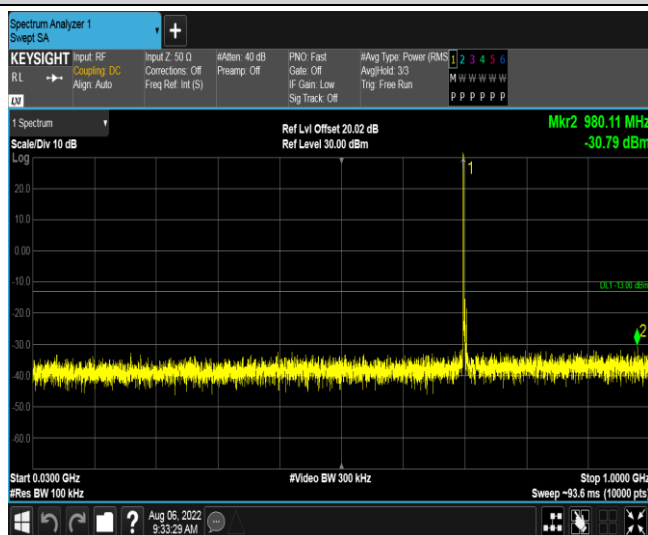 Spectrum Analyzer 1
Swept SA
+
KEYSIGHT Input: RF Input Z: 50 Ω #Atten: 40 dB PNO: Fast #Avg Type: Power (RMS 1 2 3 4 5 6
RL Coupling: DC Corrections: Off Preamp: Off Gate: Off Avg|Hold: 3/3 M W W W W W
Align: Auto Freq Ref: Int (S) IF Gain: Low Trig: Free Run
LXI Sig Track: Off P P P P P P
1 Spectrum Ref Lvl Offset 20.02 dB Mkr2 980.11 MHz
Scale/Div 10 dB Ref Level 30.00 dBm -30.79 dBm
Log
1
20.0
10.0
0.00
-10.0
DL1 -13.00 dBm
-20.0
2
-30.0
-40.0
-50.0
-60.0
Start 0.0300 GHz #Video BW 300 kHz Stop 1.0000 GHz
#Res BW 100 kHz Sweep ~93.6 ms (10000 pts)
? Aug 06, 2022
9:33:29 AM